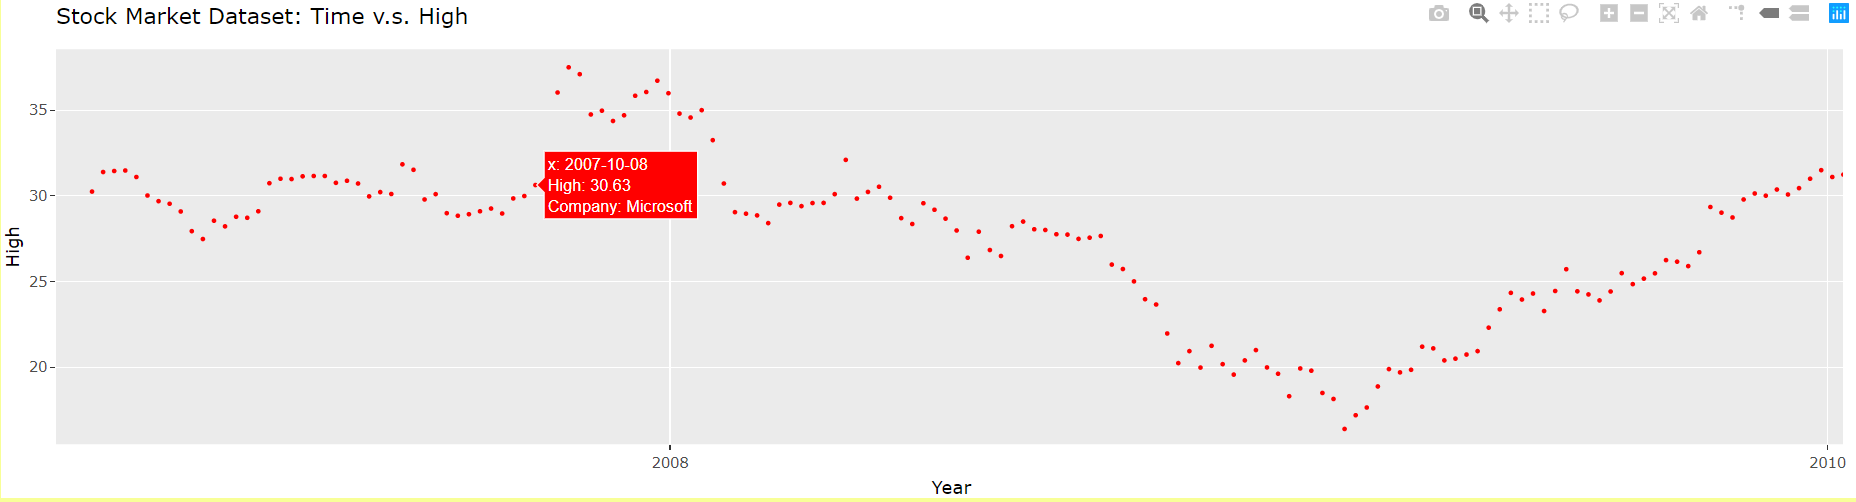 Stock Market Dataset: Time v.s. High
35
30
25
20
High
x: 2007-10-08
High: 30.63
Company: Microsoft
2008
2010
Year